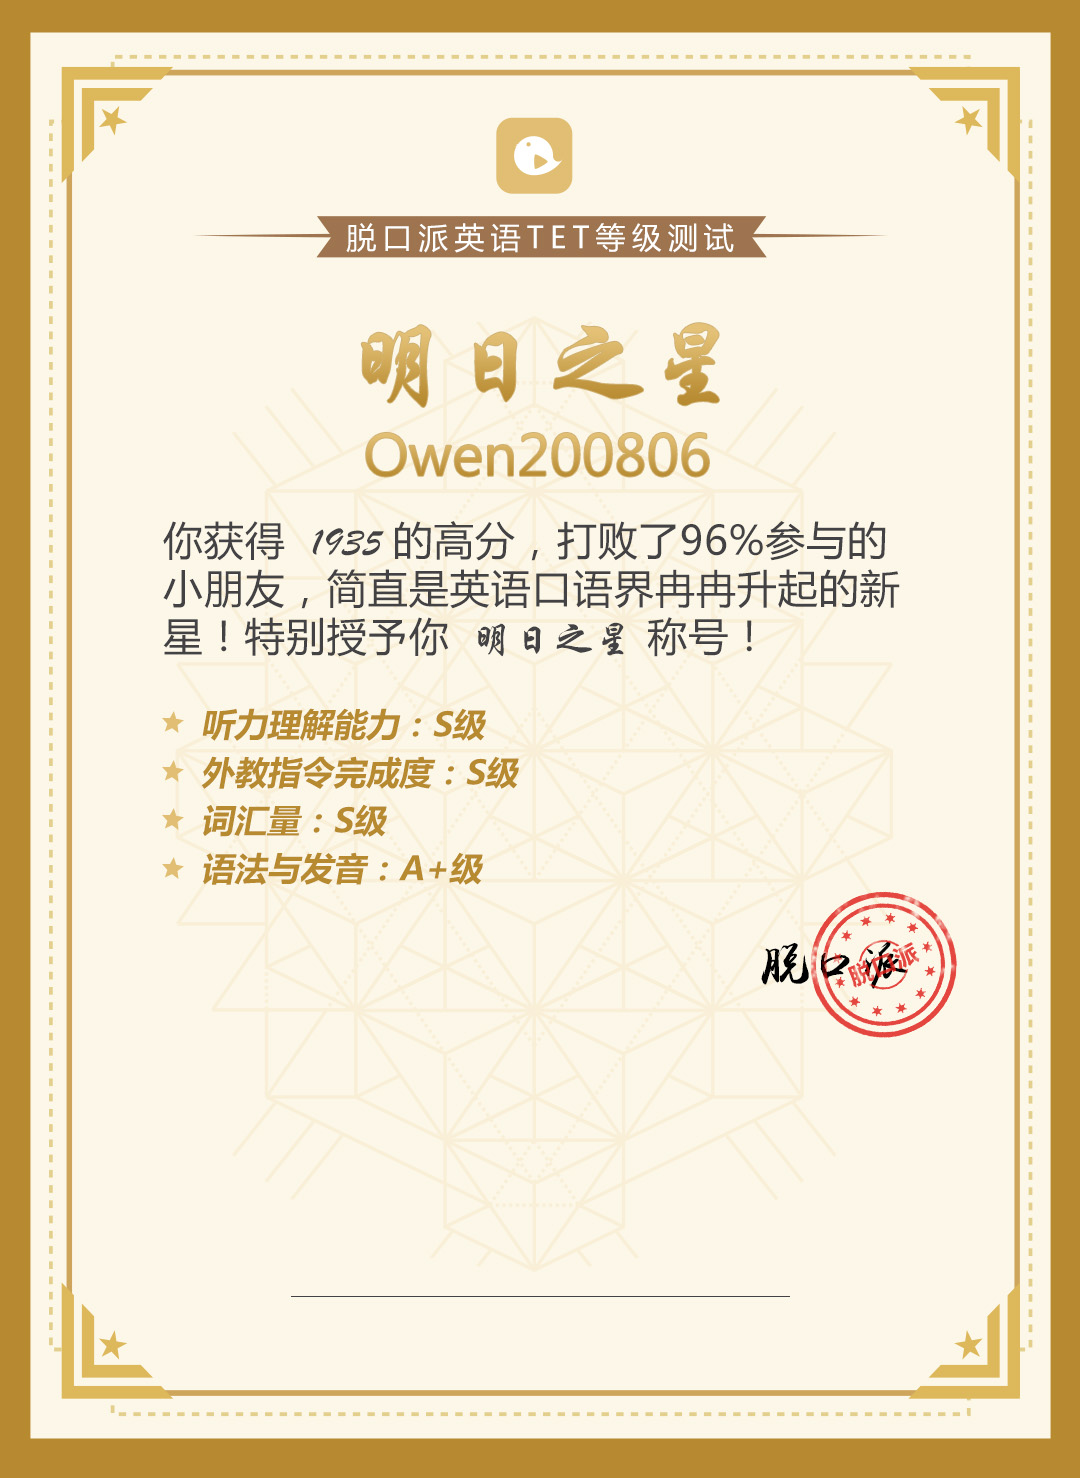 脱口派英语TET等级测试
明日之星
Owen200806
你获得 1935 的高分，打败了96%参与的
小朋友，简直是英语口语界冉冉升起的新
星！特别授予你 明日之星 称号！
听力理解能力：S级
外教指令完成度：S级
词汇量：S级
语法与发音：A+级
脱口派
脱口派